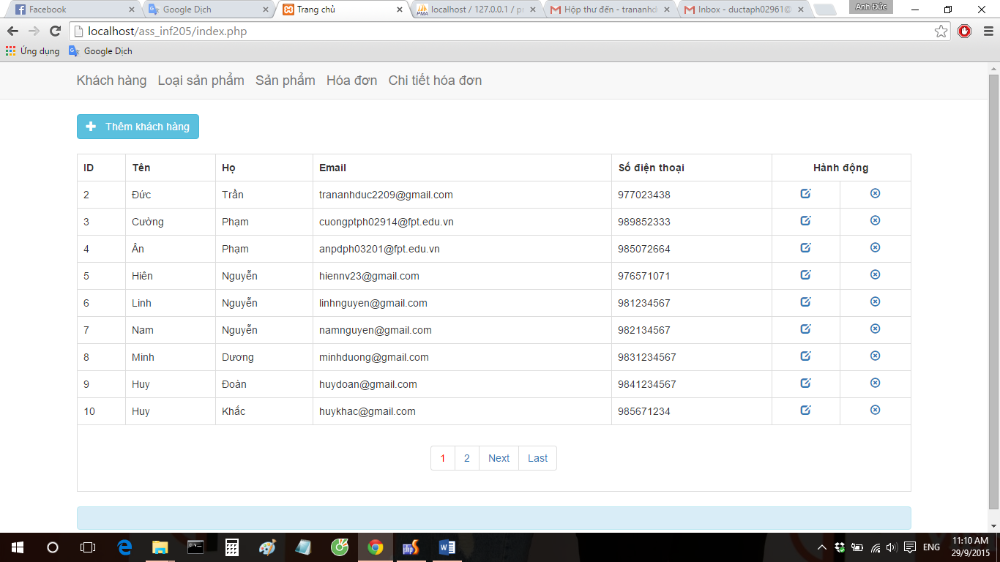 Facebook Google Dịch Trang chủ localhost / 127.0.0.1 / pr Hộp thư đến - trananhd Inbox - ductaph02961@ Anh Đức
localhost/ass_inf205/index.php
Ứng dụng Google Dịch
Khách hàng Loại sản phẩm Sản phẩm Hóa đơn Chi tiết hóa đơn
Thêm khách hàng
ID Tên Họ Email Số điện thoại Hành động
2 Đức Trần trananhduc2209@gmail.com 977023438
3 Cường Phạm cuongptph02914@fpt.edu.vn 989852333
4 Ân Phạm anpdph03201@fpt.edu.vn 985072664
5 Hiên Nguyễn hiennv23@gmail.com 976571071
6 Linh Nguyễn linhnguyen@gmail.com 981234567
7 Nam Nguyễn namnguyen@gmail.com 982134567
8 Minh Dương minhduong@gmail.com 9831234567
9 Huy Đoàn huydoan@gmail.com 9841234567
10 Huy Khắc huykhac@gmail.com 985671234
1 2 Next Last
ENG 11:10 AM
29/9/2015